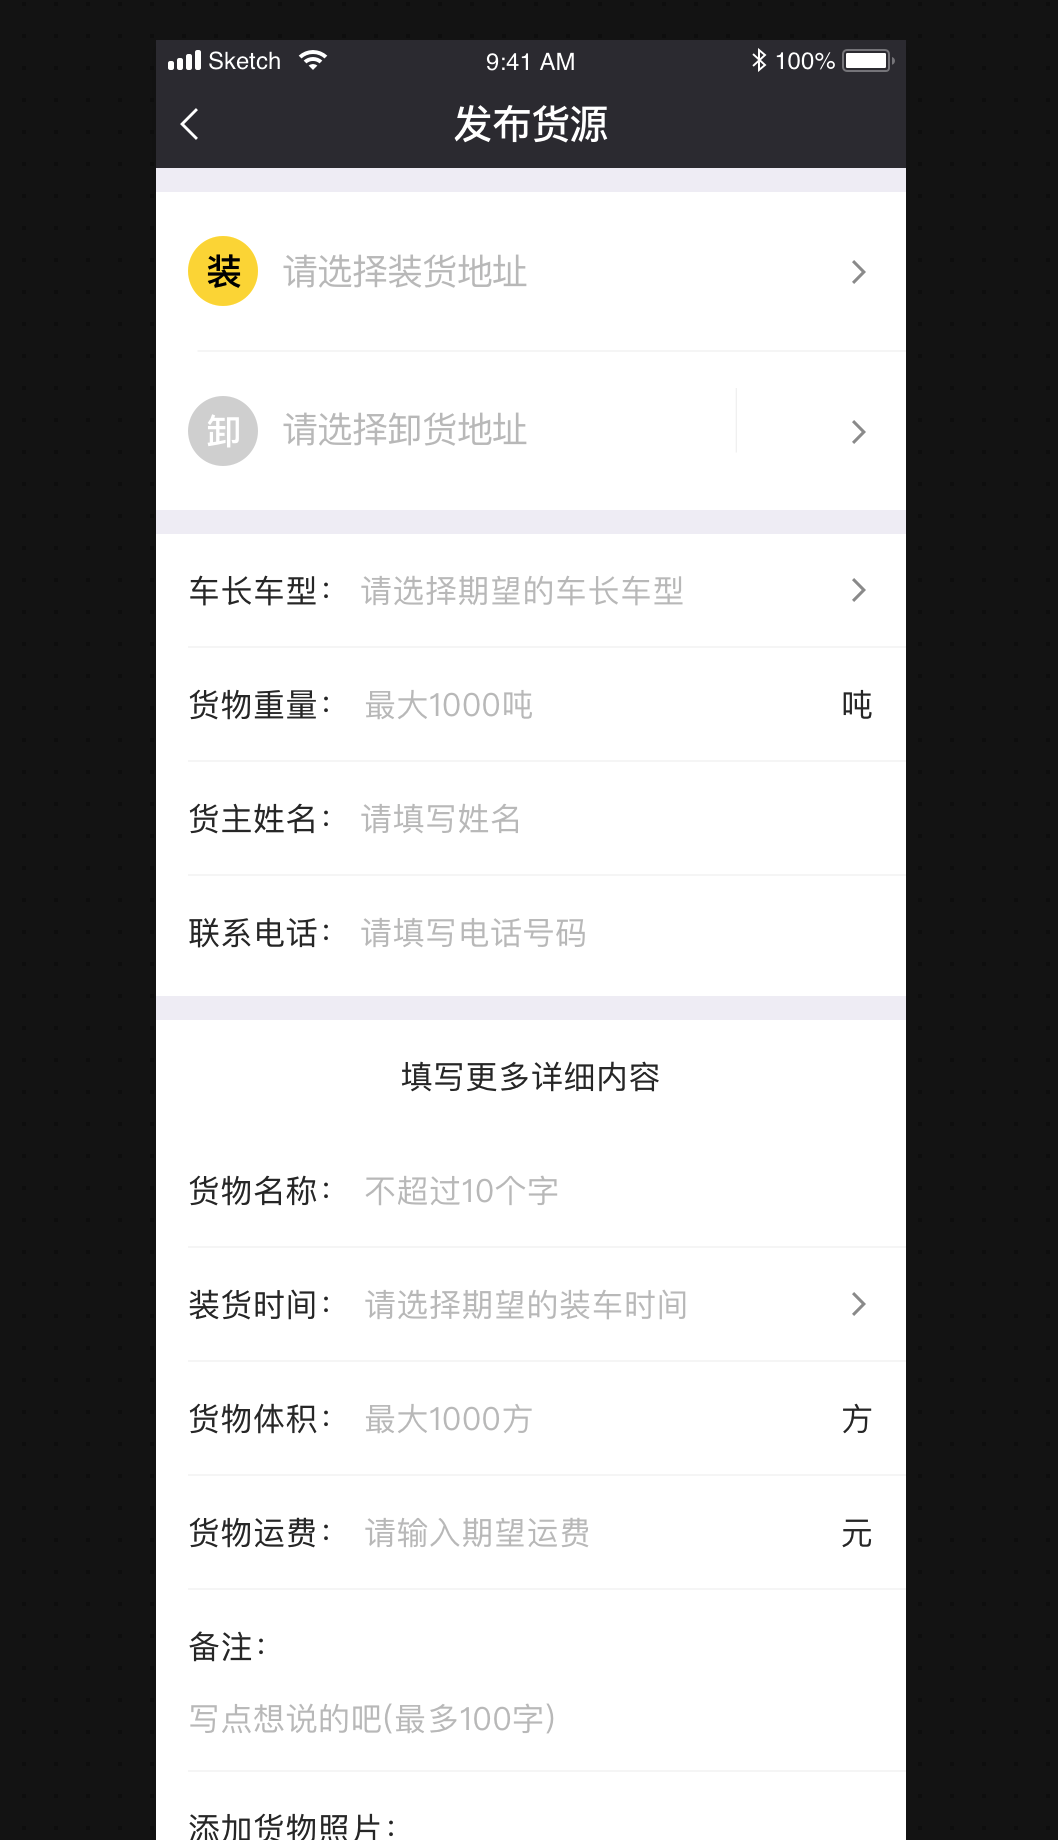 Sketch 9:41 AM 100%
发布货源
装 请选择装货地址
卸 请选择卸货地址
车长车型： 请选择期望的车长车型
货物重量： 最大1000吨 吨
货主姓名： 请填写姓名
联系电话： 请填写电话号码
填写更多详细内容
货物名称： 不超过10个字
装货时间： 请选择期望的装车时间
货物体积： 最大1000方 方
货物运费： 请输入期望运费 元
备注：
写点想说的吧(最多100字)
添加货物照片：